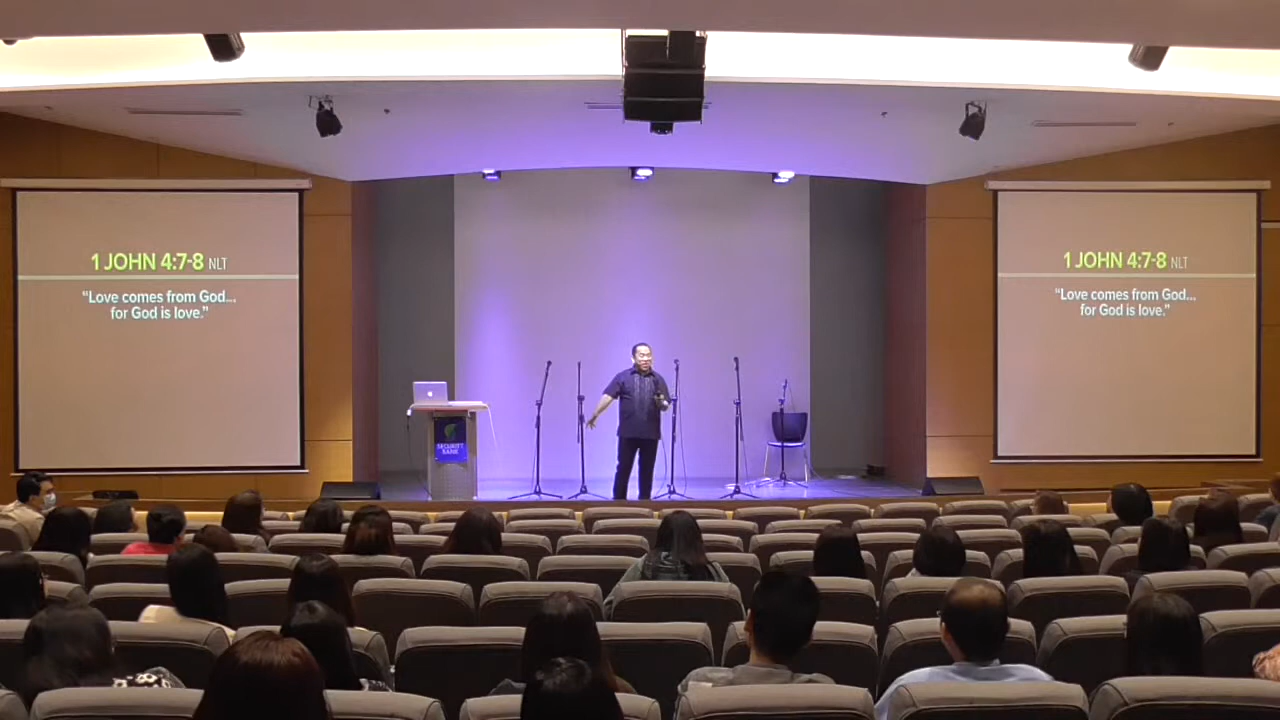 1 JOHN 4:7-8 NLT
“Love comes from God...
for God is love.”
SECURITY
BANK
1 JOHN 4:7-8 NLT
“Love comes from God...
for God is love.”